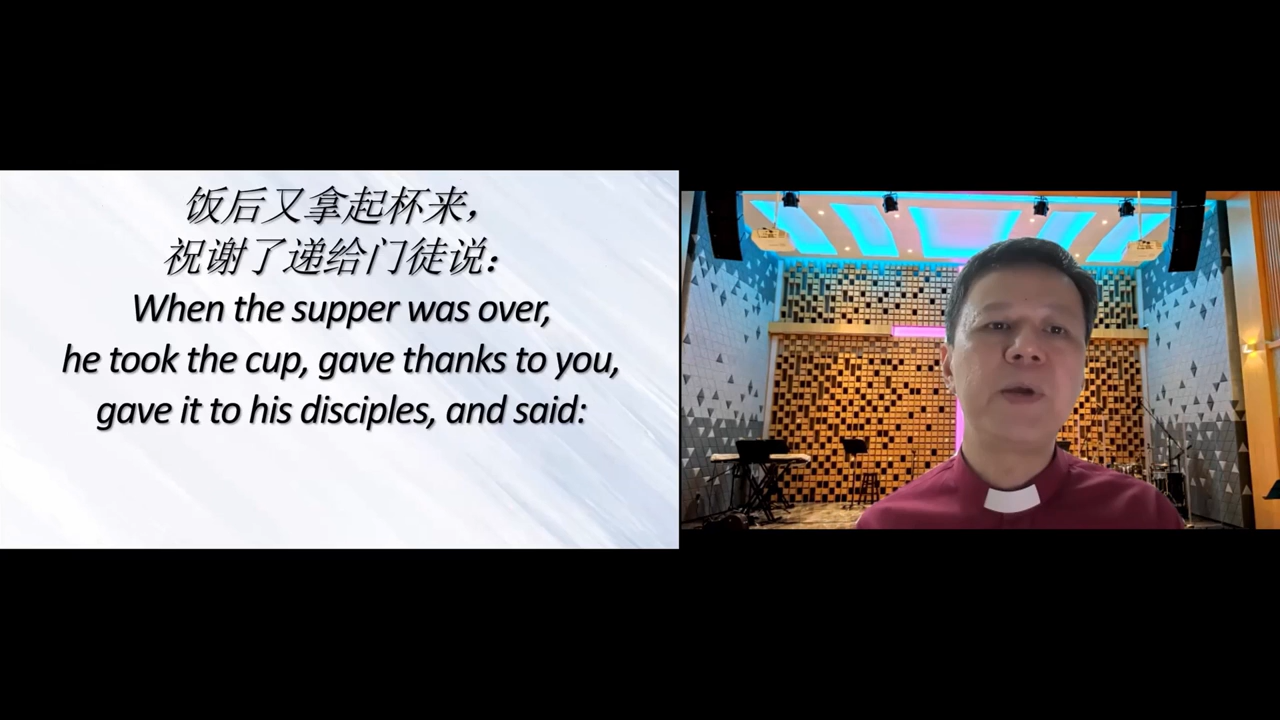 饭后又拿起杯来，
祝谢了递给门徒说：
When the supper was over,
he took the cup, gave thanks to you,
gave it to his disciples, and said: